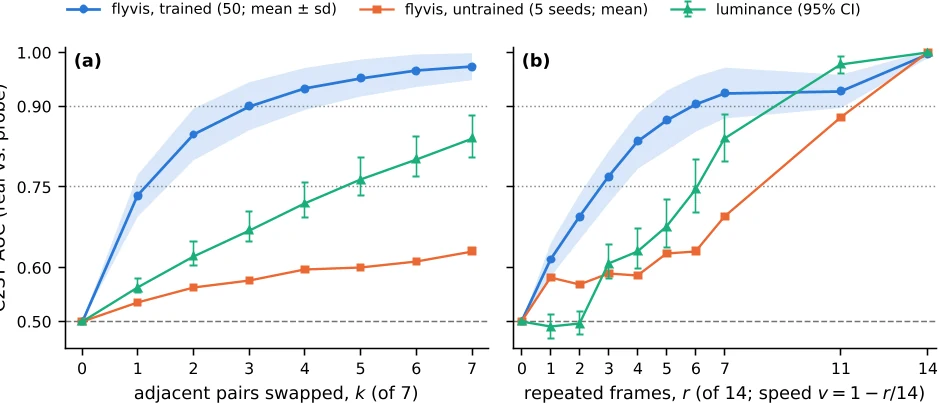 flyvis, trained (50; mean ± sd) flyvis, untrained (5 seeds; mean) luminance (95% CI)
(a) (b)
1.00
0.90
0.75
0.60
0.50
0 1 2 3 4 5 6 7
0 1 2 3 4 5 6 7 11 14
adjacent pairs swapped, k (of 7)
repeated frames, r (of 14; speed v = 1 − r/14)